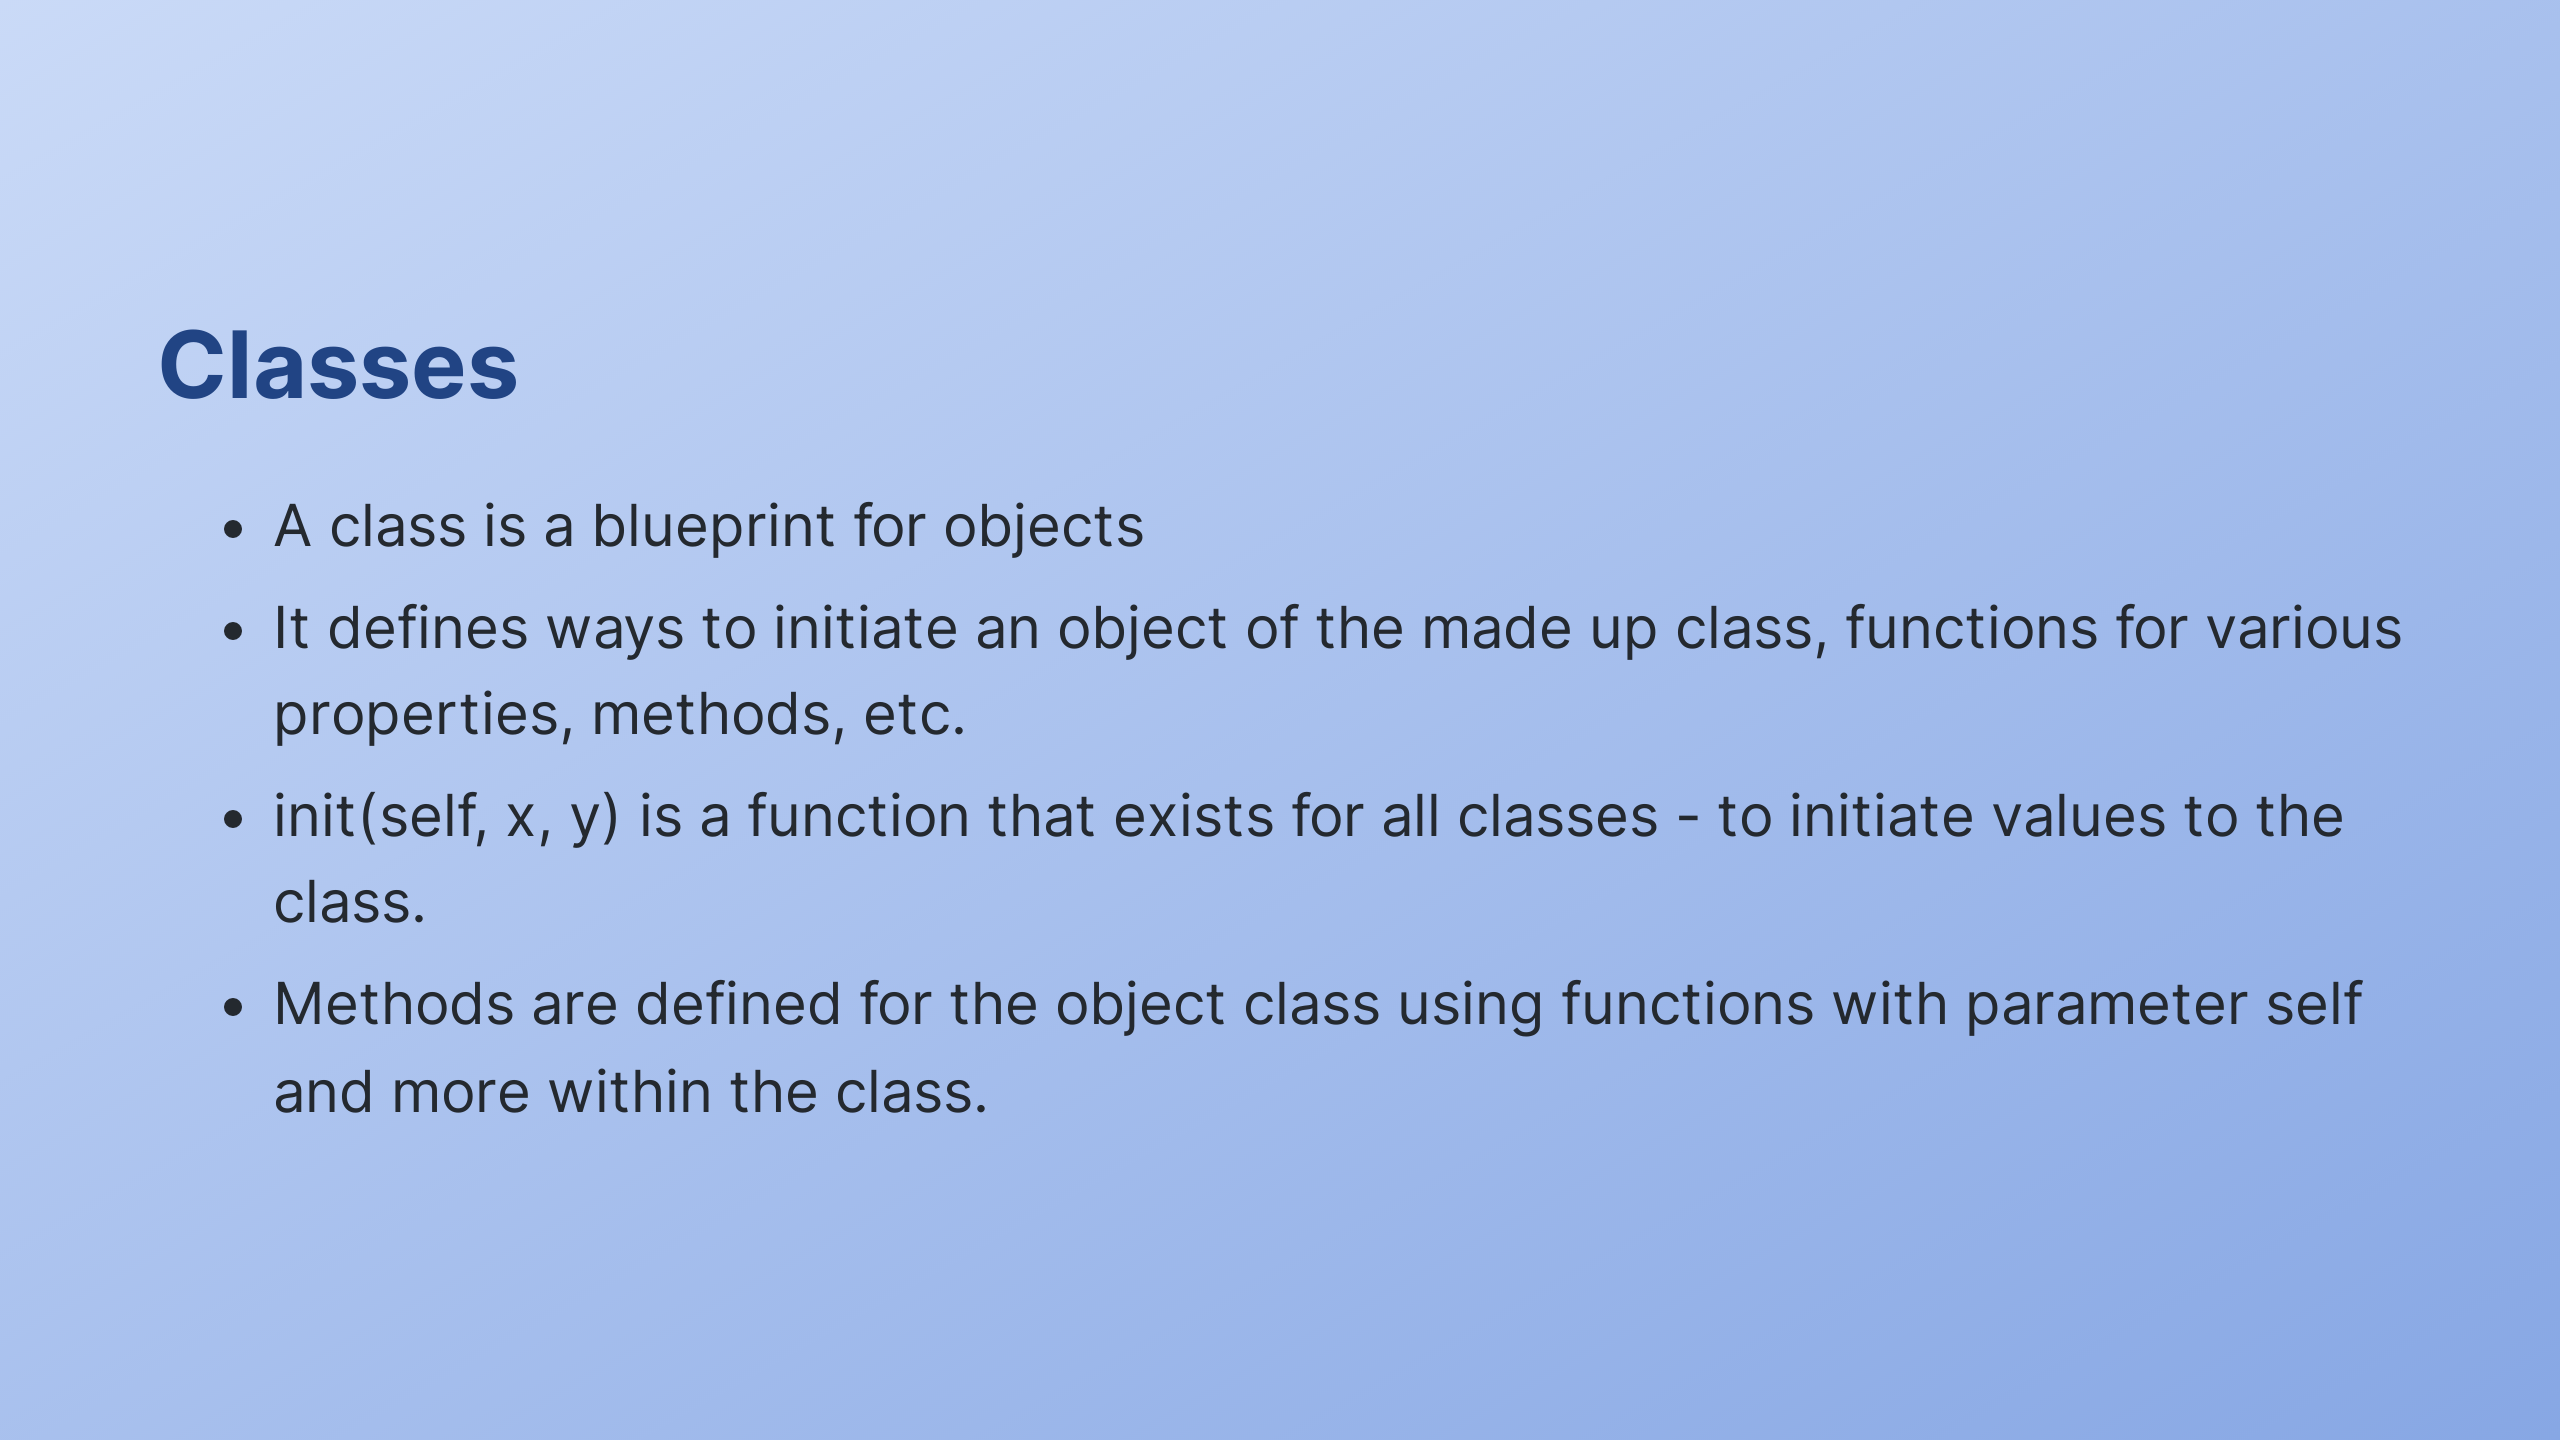 Classes
• A class is a blueprint for objects
• It defines ways to initiate an object of the made up class, functions for various
properties, methods, etc.
• init(self, x, y) is a function that exists for all classes - to initiate values to the
class.
• Methods are defined for the object class using functions with parameter self
and more within the class.